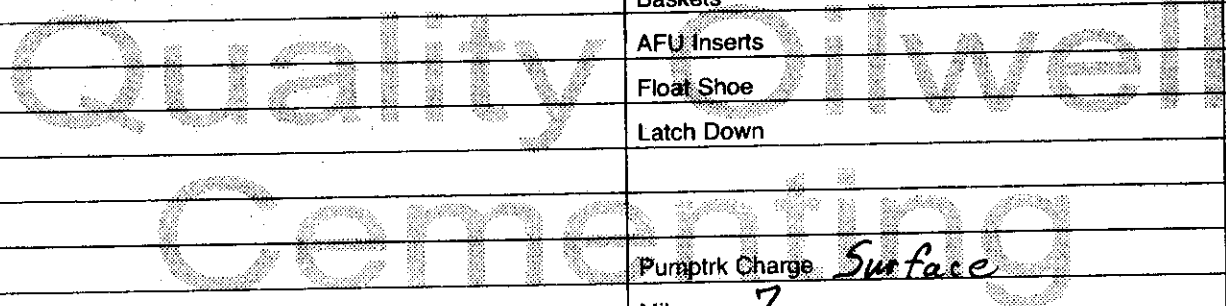 Baskets
AFU Inserts
Float Shoe
Latch Down
Quality Oilwell
Cementing
Pumptrk Charge Surface
7